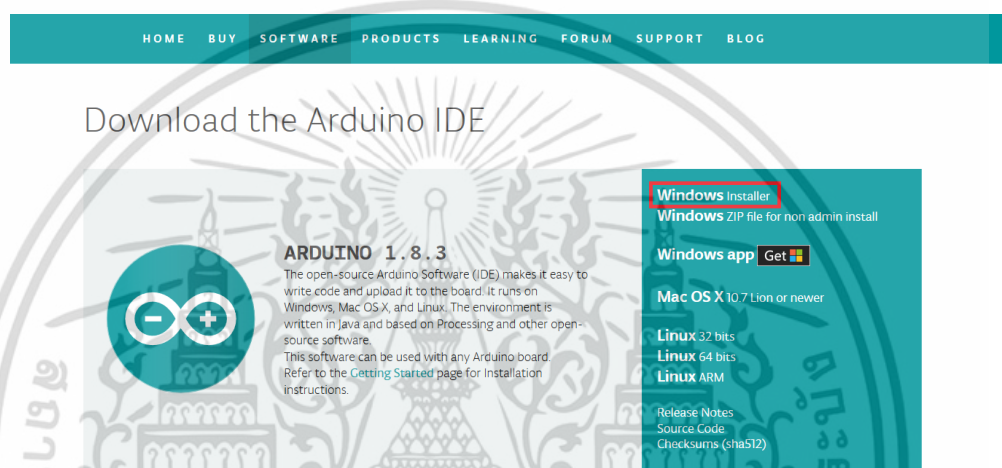 HOME BUY SOFTWARE PRODUCTS LEARNING FORUM SUPPORT BLOG
Download the Arduino IDE
ARDUINO 1.8.3
The open-source Arduino Software (IDE) makes it easy to
write code and upload it to the board. It runs on
Windows, Mac OS X, and Linux. The environment is
written in Java and based on Processing and other open-
source software.
This software can be used with any Arduino board.
Refer to the Getting Started page for Installation
instructions.
Windows Installer
Windows ZIP file for non admin install
Windows app Get
Mac OS X 10.7 Lion or newer
Linux 32 bits
Linux 64 bits
Linux ARM
Release Notes
Source Code
Checksums (sha512)